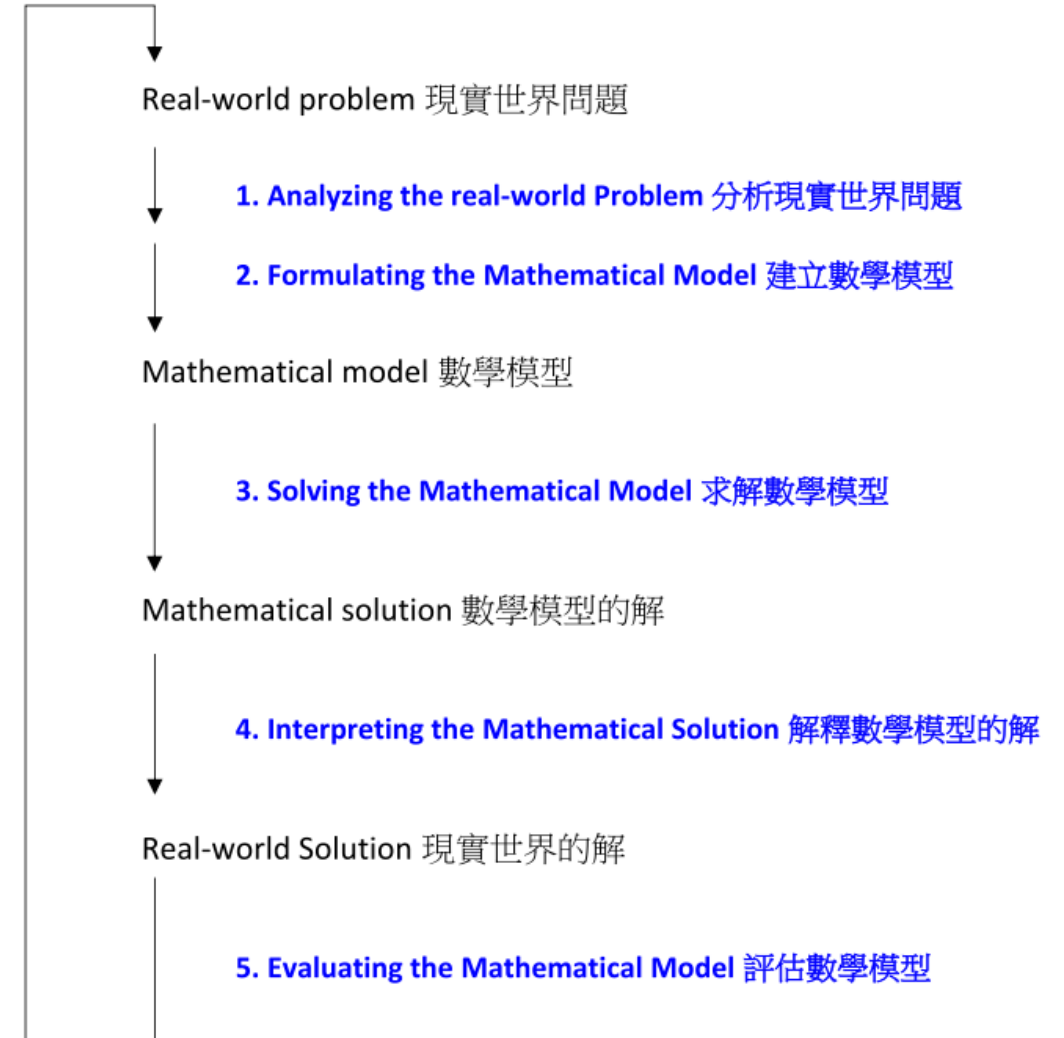 Real-world problem 現實世界問題
1. Analyzing the real-world Problem 分析現實世界問題
2. Formulating the Mathematical Model 建立數學模型
Mathematical model 數學模型
3. Solving the Mathematical Model 求解數學模型
Mathematical solution 數學模型的解
4. Interpreting the Mathematical Solution 解釋數學模型的解
Real-world Solution 現實世界的解
5. Evaluating the Mathematical Model 評估數學模型